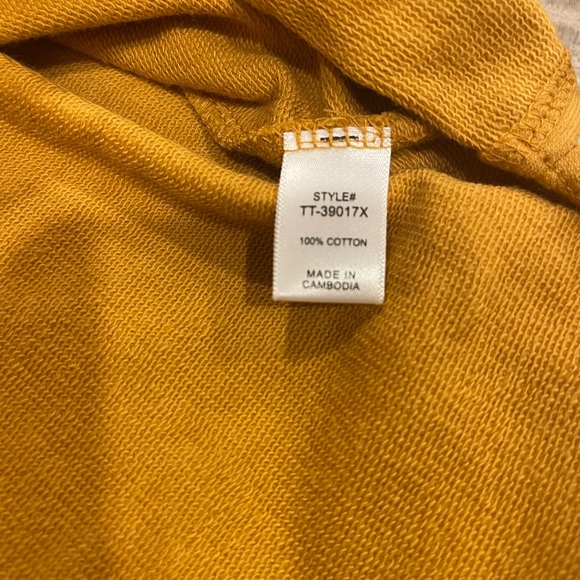 STYLE#
TT-39017X
100% COTTON
MADE IN
CAMBODIA